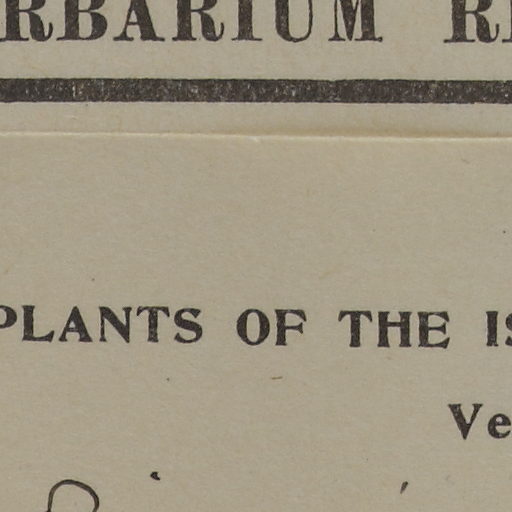 RBARIUM R
PLANTS OF THE IS
Ve